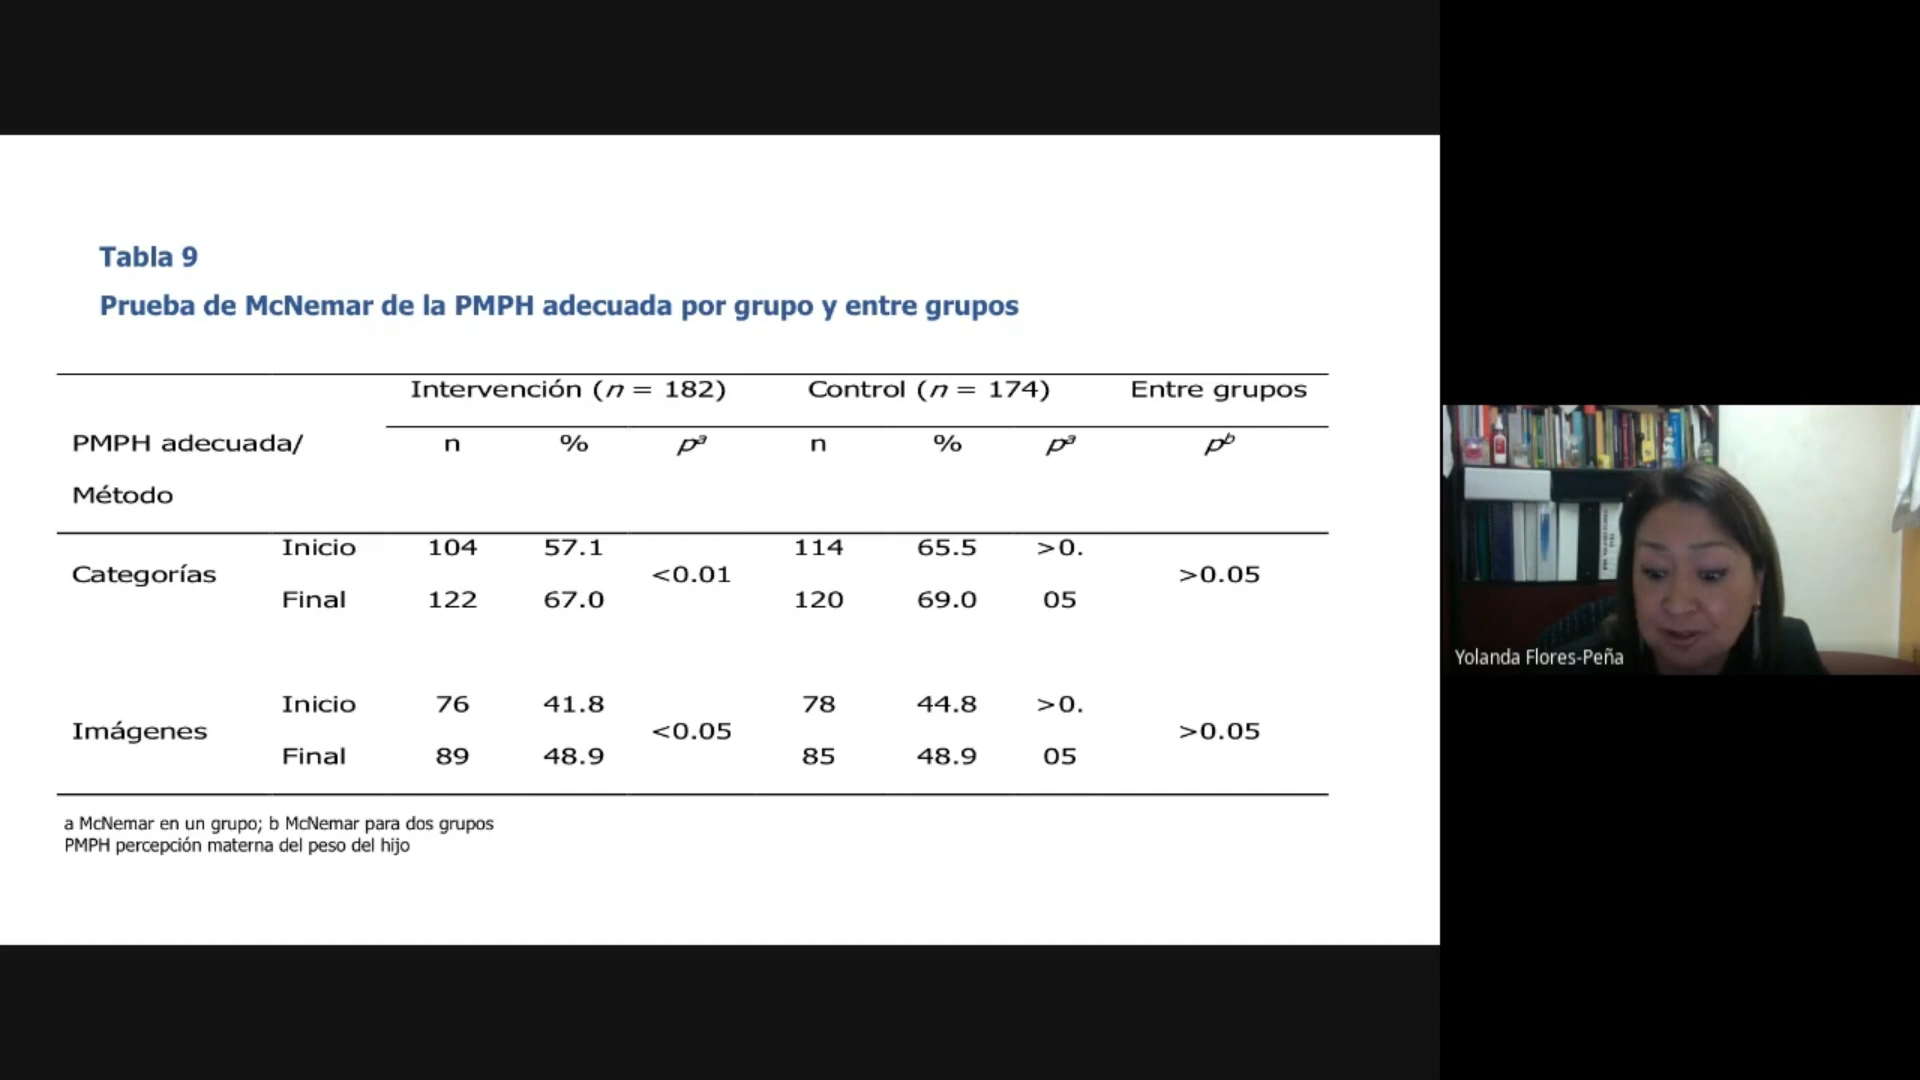 Tabla 9
Prueba de McNemar de la PMPH adecuada por grupo y entre grupos
Intervención (n = 182) Control (n = 174) Entre grupos
PMPH adecuada/ n % pª n % pª pᵇ
Método
Inicio 104 57.1 114 65.5 >0.
Categorías <0.01 >0.05
Final 122 67.0 120 69.0 05
Inicio 76 41.8 78 44.8 >0.
Imágenes <0.05 >0.05
Final 89 48.9 85 48.9 05
a McNemar en un grupo; b McNemar para dos grupos
PMPH percepción materna del peso del hijo
Yolanda Flores-Peña